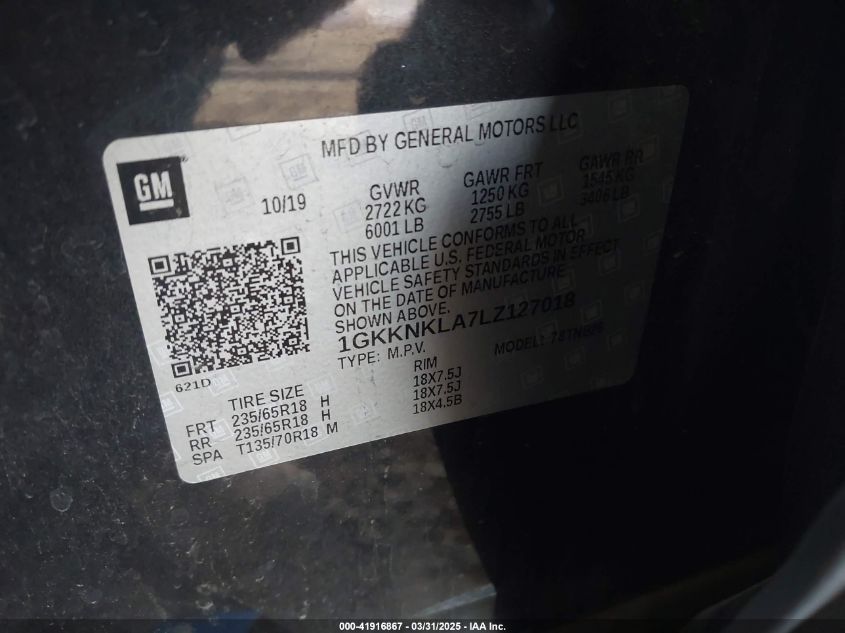 MFD BY GENERAL MOTORS LLC
GM
10/19
GVWR GAWR FRT GAWR RR
2722 KG 1250 KG 1545 KG
6001 LB 2755 LB 3406 LB
THIS VEHICLE CONFORMS TO ALL
APPLICABLE U.S. FEDERAL MOTOR
VEHICLE SAFETY STANDARDS IN EFFECT
ON THE DATE OF MANUFACTURE
SHOWN ABOVE.
1GKKNKLA7LZ127018
TYPE: M.P.V. MODEL:
621D
TIRE SIZE RIM
FRT 235/65R18 H 18X7.5J
RR 235/65R18 H 18X7.5J
SPA T135/70R18 M 18X4.5B
000-41916867 - 03/31/2025 - IAA Inc.